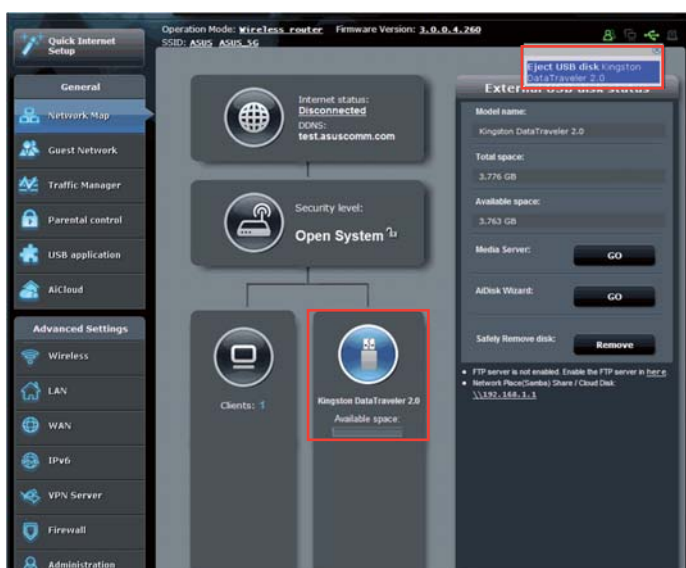 Quick Internet
Setup
Operation Mode: Wireless router Firmware Version: 3.0.0.4.260
SSID: ASUS ASUS_5G
General
Network Map
Guest Network
Traffic Manager
Parental control
USB application
AiCloud
Advanced Settings
Wireless
LAN
WAN
IPv6
VPN Server
Firewall
Administration
Internet status:
Disconnected
DDNS:
test.asuscomm.com
Security level:
Open System
Clients: 1
Kingston DataTraveler 2.0
Available space:
Eject USB disk Kingston
DataTraveler 2.0
External USB disk status
Model name:
Kingston DataTraveler 2.0
Total space:
3.776 GB
Available space:
3.763 GB
Media Server:
GO
AiDisk Wizard:
GO
Safely Remove disk:
Remove
FTP server is not enabled. Enable the FTP server in here.
Network Place(Samba) Share / Cloud Disk:
\\192.168.1.1